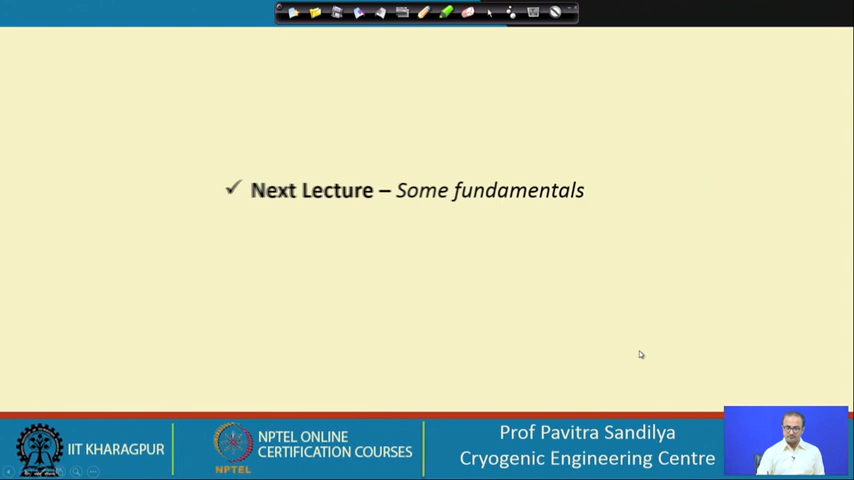 ✓ Next Lecture – Some fundamentals
IIT KHARAGPUR
NPTEL
NPTEL ONLINE
CERTIFICATION COURSES
Prof Pavitra Sandilya
Cryogenic Engineering Centre